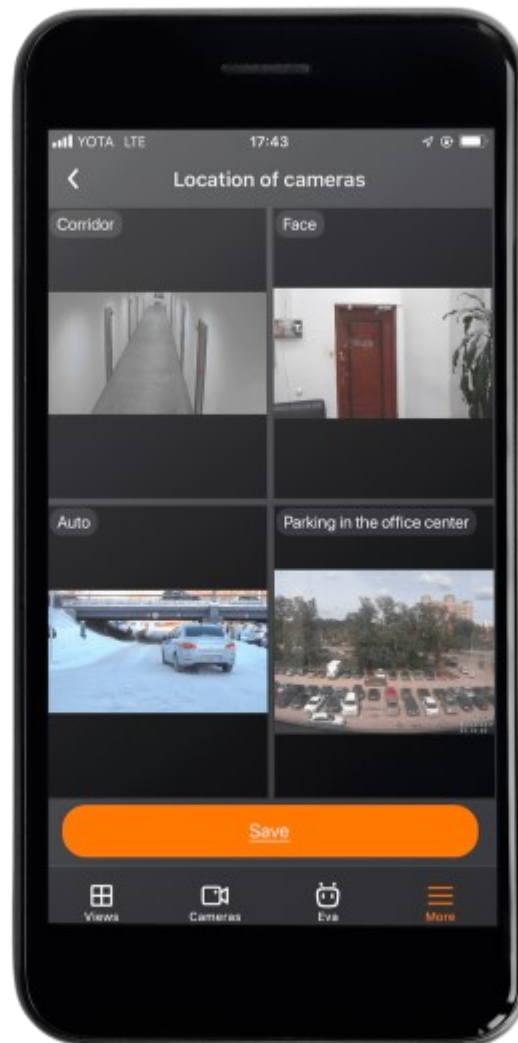 YOTA LTE 17:43
Location of cameras
Corridor
Face
Auto
Parking in the office center
Save
Views Cameras Eva More